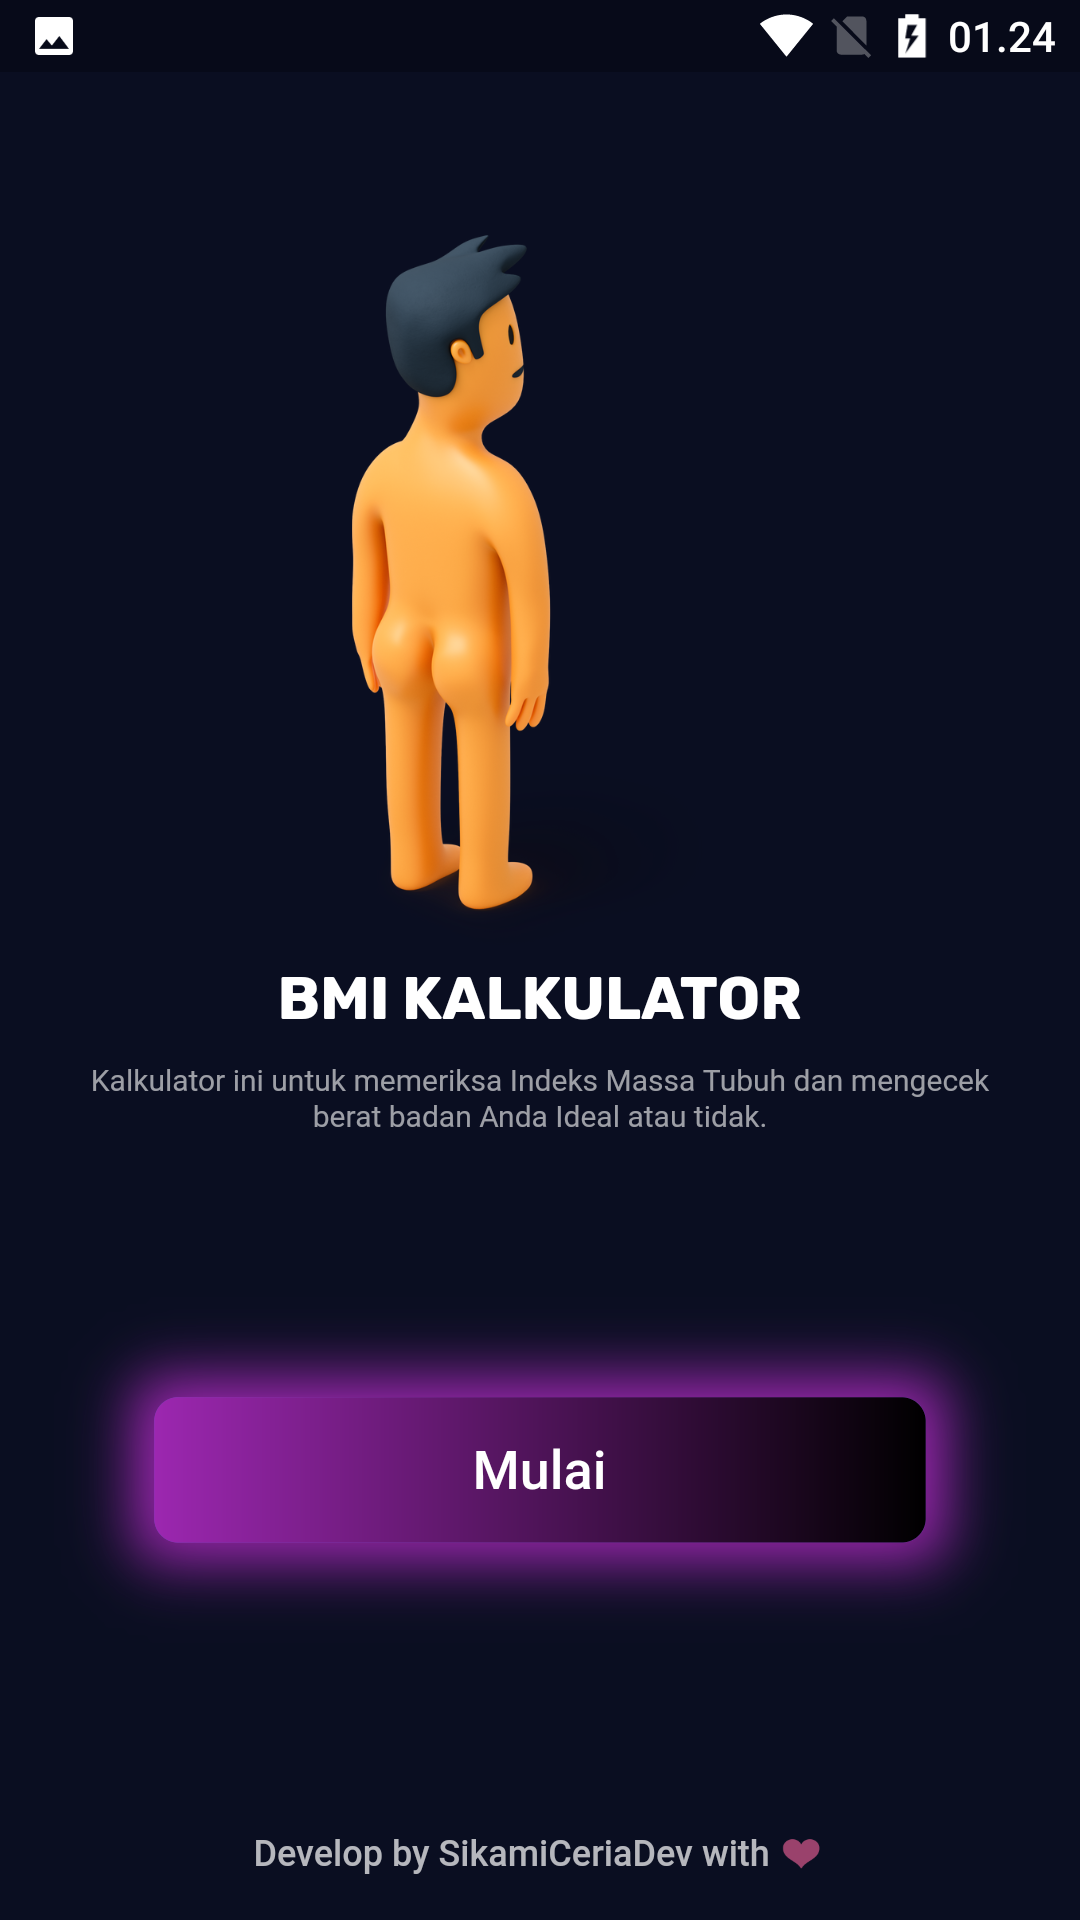 01.24
BMI KALKULATOR
Kalkulator ini untuk memeriksa Indeks Massa Tubuh dan mengecek
berat badan Anda Ideal atau tidak.
Mulai
Develop by SikamiCeriaDev with ❤